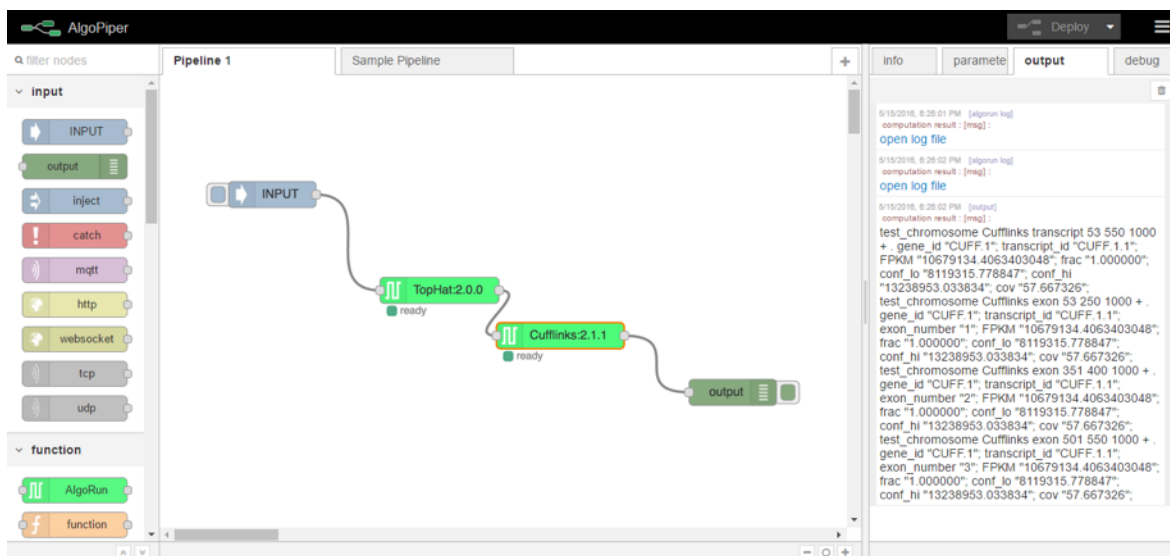 AlgoPiper
Deploy
filter nodes
Pipeline 1
Sample Pipeline
+
info
paramete
output
debug
input
INPUT
output
inject
catch
mqtt
http
websocket
tcp
udp
function
AlgoRun
function
INPUT
TopHat:2.0.0
ready
Cufflinks:2.1.1
ready
output
5/15/2016, 6:26:01 PM [algorun log]
computation result : [msg] :
open log file
5/15/2016, 6:26:02 PM [algorun log]
computation result : [msg] :
open log file
5/15/2016, 6:26:02 PM [output]
computation result : [msg] :
test_chromosome Cufflinks transcript 53 550 1000
+ . gene_id "CUFF.1"; transcript_id "CUFF.1.1";
FPKM "10679134.4063403048"; frac "1.000000";
conf_lo "8119315.778847"; conf_hi
"13238953.033834"; cov "57.667326";
test_chromosome Cufflinks exon 53 250 1000 + .
gene_id "CUFF.1"; transcript_id "CUFF.1.1";
exon_number "1"; FPKM "10679134.4063403048";
frac "1.000000"; conf_lo "8119315.778847";
conf_hi "13238953.033834"; cov "57.667326";
test_chromosome Cufflinks exon 351 400 1000 + .
gene_id "CUFF.1"; transcript_id "CUFF.1.1";
exon_number "2"; FPKM "10679134.4063403048";
frac "1.000000"; conf_lo "8119315.778847";
conf_hi "13238953.033834"; cov "57.667326";
test_chromosome Cufflinks exon 501 550 1000 + .
gene_id "CUFF.1"; transcript_id "CUFF.1.1";
exon_number "3"; FPKM "10679134.4063403048";
frac "1.000000"; conf_lo "8119315.778847";
conf_hi "13238953.033834"; cov "57.667326";